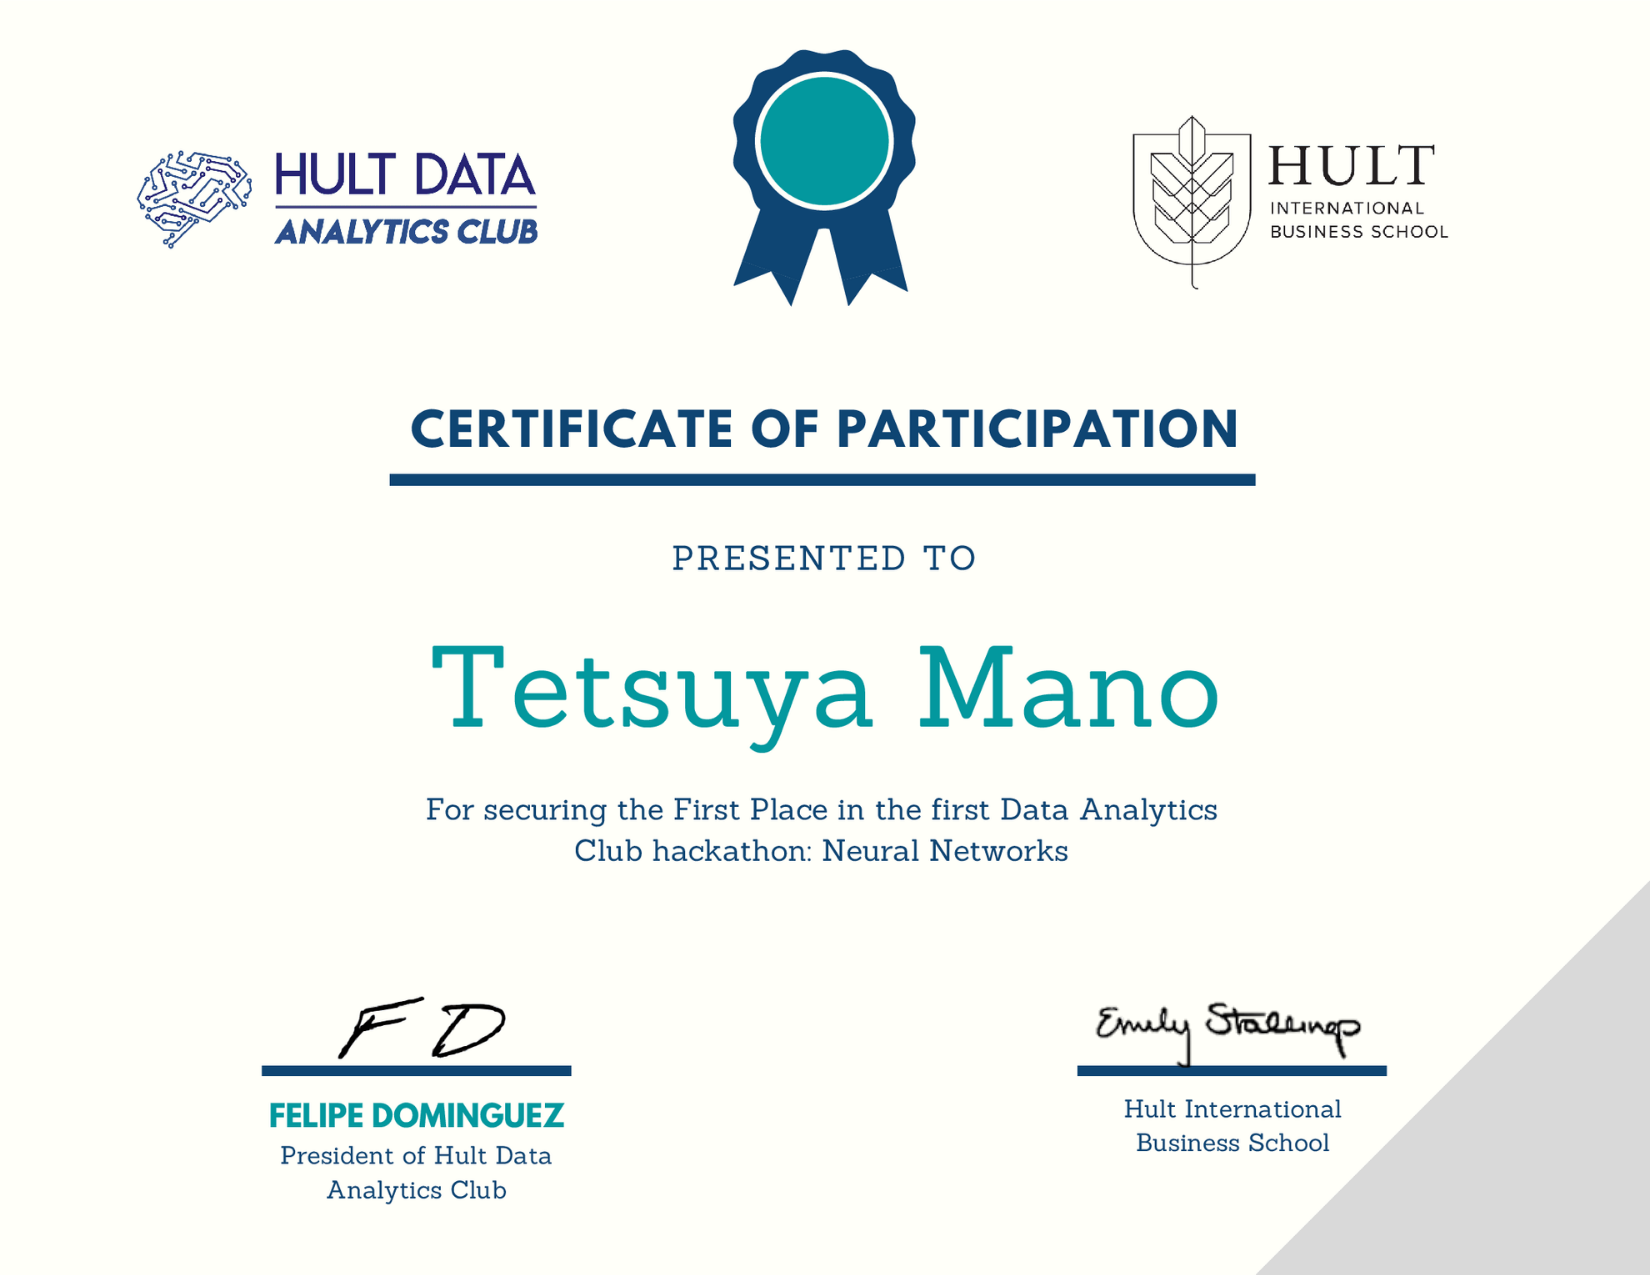 HULT DATA
ANALYTICS CLUB
HULT
INTERNATIONAL
BUSINESS SCHOOL
CERTIFICATE OF PARTICIPATION
PRESENTED TO
Tetsuya Mano
For securing the First Place in the first Data Analytics
Club hackathon: Neural Networks
F D
FELIPE DOMINGUEZ
President of Hult Data
Analytics Club
Emily Stallings
Hult International
Business School